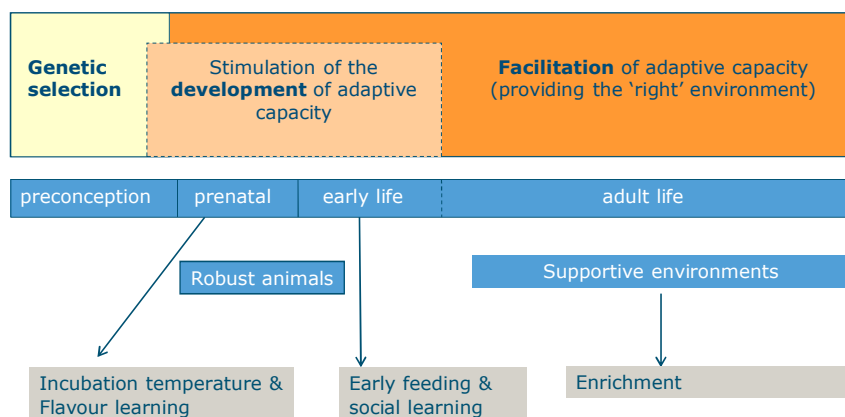 Genetic
selection
Stimulation of the
development of adaptive
capacity
Facilitation of adaptive capacity
(providing the ‘right’ environment)
preconception
prenatal
early life
adult life
Robust animals
Supportive environments
Incubation temperature &
Flavour learning
Early feeding &
social learning
Enrichment